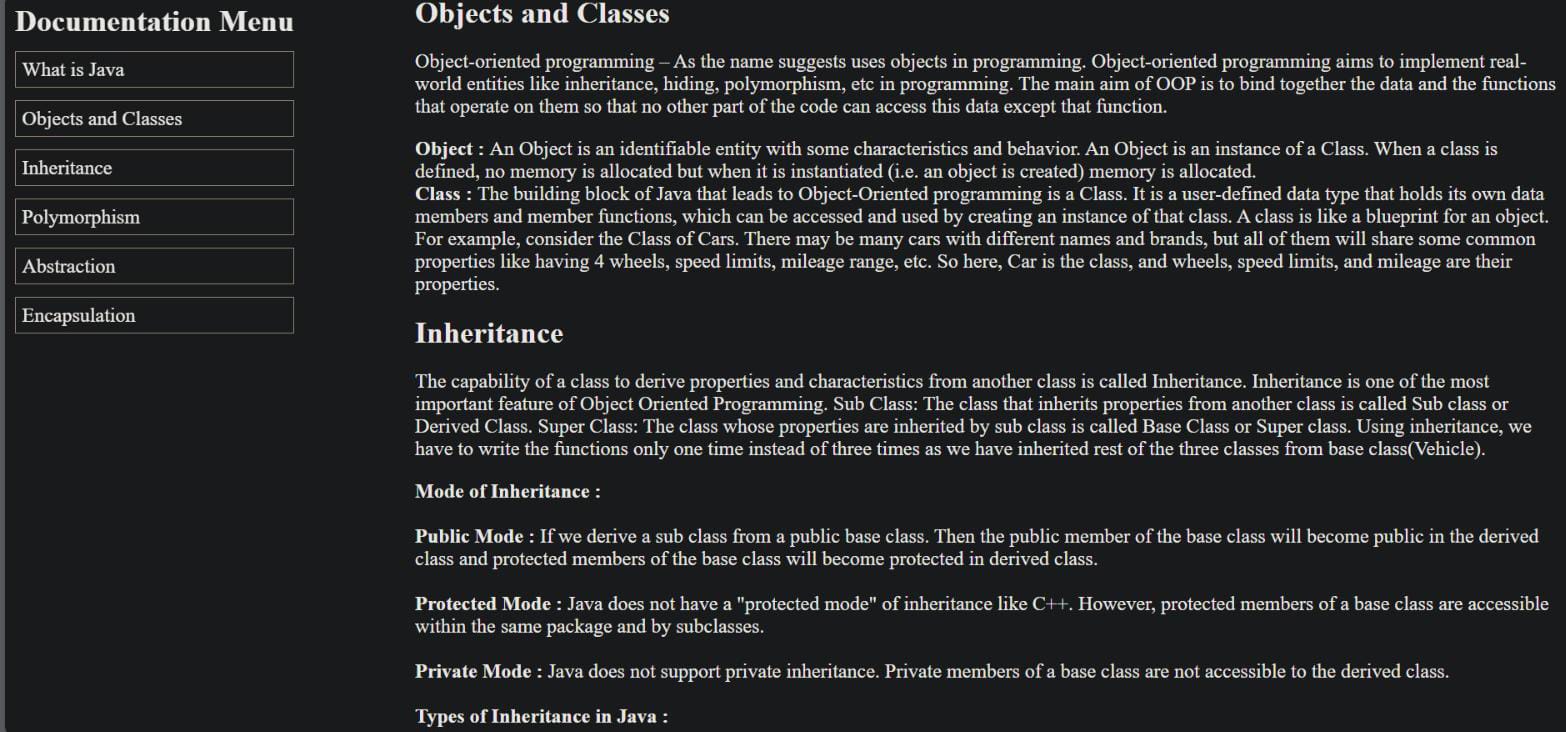 Documentation Menu
What is Java
Objects and Classes
Inheritance
Polymorphism
Abstraction
Encapsulation
Objects and Classes
Object-oriented programming – As the name suggests uses objects in programming. Object-oriented programming aims to implement real-
world entities like inheritance, hiding, polymorphism, etc in programming. The main aim of OOP is to bind together the data and the functions
that operate on them so that no other part of the code can access this data except that function.
Object : An Object is an identifiable entity with some characteristics and behavior. An Object is an instance of a Class. When a class is
defined, no memory is allocated but when it is instantiated (i.e. an object is created) memory is allocated.
Class : The building block of Java that leads to Object-Oriented programming is a Class. It is a user-defined data type that holds its own data
members and member functions, which can be accessed and used by creating an instance of that class. A class is like a blueprint for an object.
For example, consider the Class of Cars. There may be many cars with different names and brands, but all of them will share some common
properties like having 4 wheels, speed limits, mileage range, etc. So here, Car is the class, and wheels, speed limits, and mileage are their
properties.
Inheritance
The capability of a class to derive properties and characteristics from another class is called Inheritance. Inheritance is one of the most
important feature of Object Oriented Programming. Sub Class: The class that inherits properties from another class is called Sub class or
Derived Class. Super Class: The class whose properties are inherited by sub class is called Base Class or Super class. Using inheritance, we
have to write the functions only one time instead of three times as we have inherited rest of the three classes from base class(Vehicle).
Mode of Inheritance :
Public Mode : If we derive a sub class from a public base class. Then the public member of the base class will become public in the derived
class and protected members of the base class will become protected in derived class.
Protected Mode : Java does not have a "protected mode" of inheritance like C++. However, protected members of a base class are accessible
within the same package and by subclasses.
Private Mode : Java does not support private inheritance. Private members of a base class are not accessible to the derived class.
Types of Inheritance in Java :